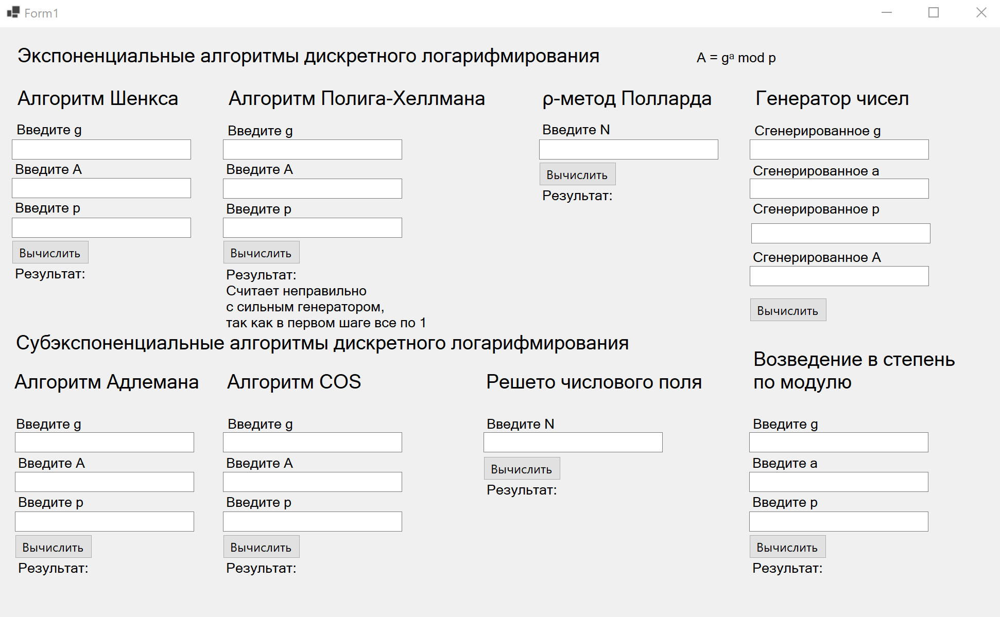 Form1
Экспоненциальные алгоритмы дискретного логарифмирования
A = gᵃ mod p
Алгоритм Шенкса
Введите g
Введите A
Введите p
Вычислить
Результат:
Алгоритм Полига-Хеллмана
Введите g
Введите A
Введите p
Вычислить
Результат:
Считает неправильно
с сильным генератором,
так как в первом шаге все по 1
ρ-метод Полларда
Введите N
Вычислить
Результат:
Генератор чисел
Сгенерированное g
Сгенерированное a
Сгенерированное p
Сгенерированное A
Вычислить
Субэкспоненциальные алгоритмы дискретного логарифмирования
Алгоритм Адлемана
Введите g
Введите A
Введите p
Вычислить
Результат:
Алгоритм COS
Введите g
Введите A
Введите p
Вычислить
Результат:
Решето числового поля
Введите N
Вычислить
Результат:
Возведение в степень
по модулю
Введите g
Введите a
Введите p
Вычислить
Результат: